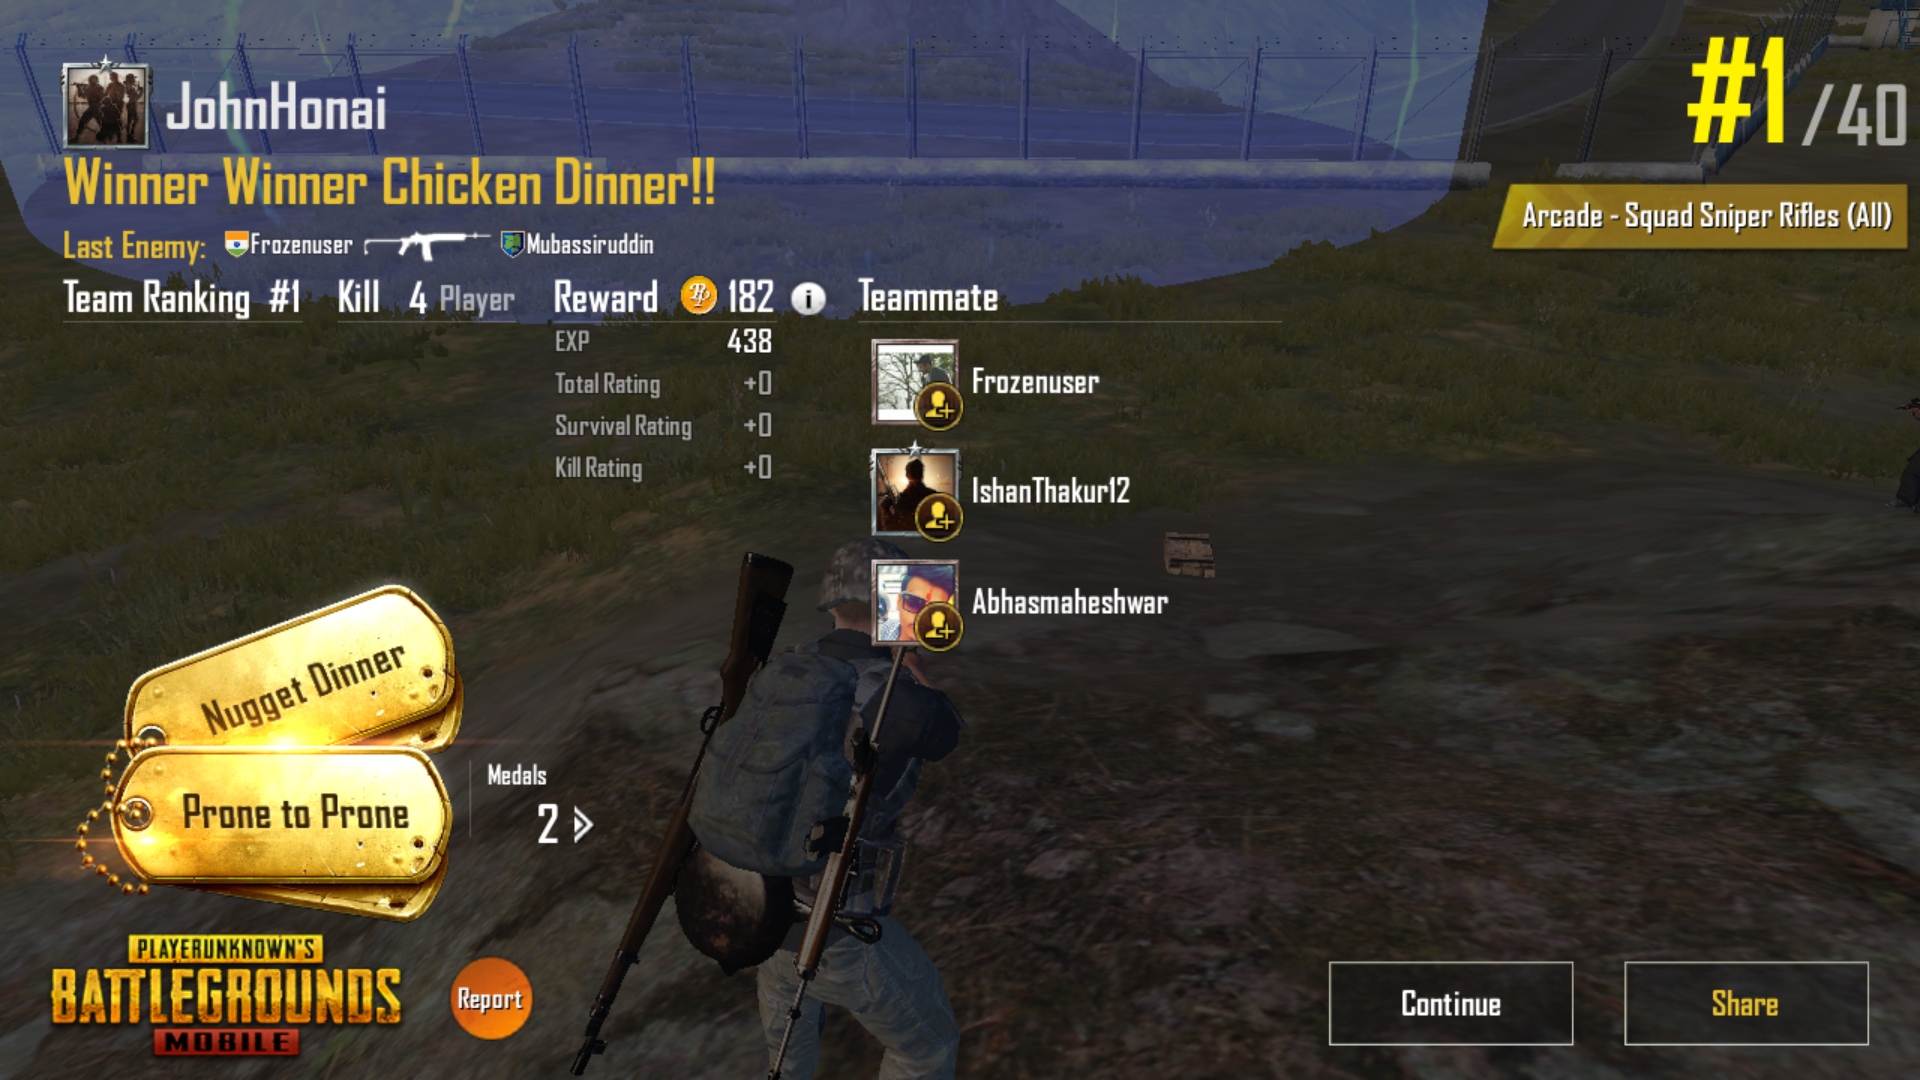 JohnHonai
#1/40
Winner Winner Chicken Dinner!!
Arcade - Squad Sniper Rifles (All)
Last Enemy: Frozenuser Mubassiruddin
Team Ranking #1 Kill 4 Player Reward 182 i Teammate
EXP 438
Total Rating +0
Survival Rating +0
Kill Rating +0
Frozenuser
IshanThakur12
Abhasmaheshwar
Nugget Dinner
Prone to Prone
Medals
2
PLAYERUNKNOWN'S
BATTLEGROUNDS
MOBILE
Report
Continue
Share